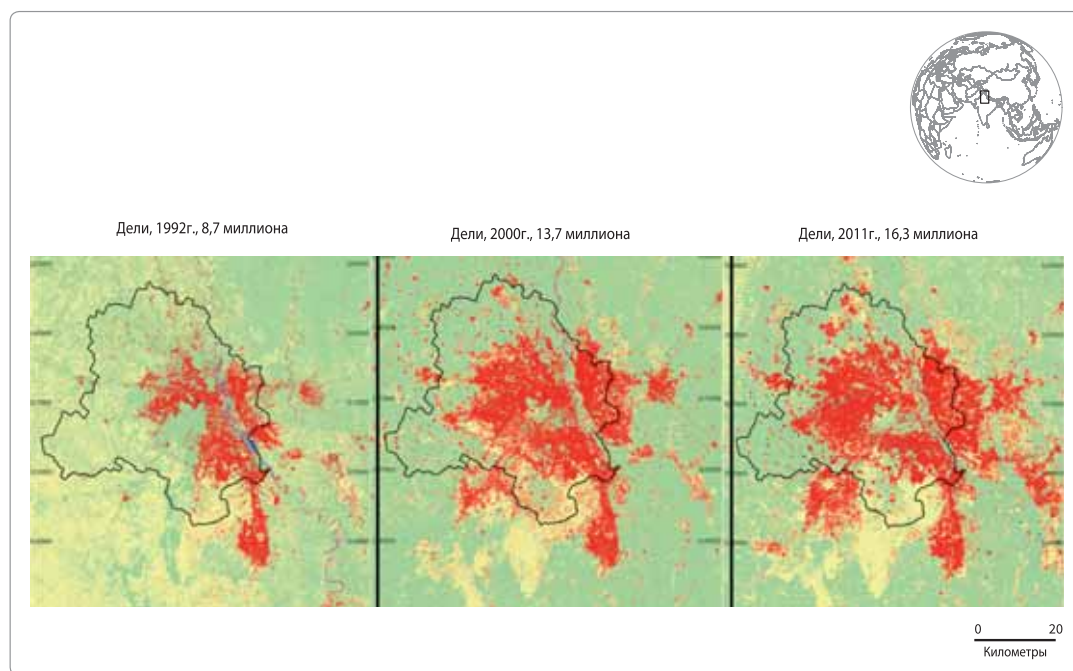 Дели, 1992г., 8,7 миллиона
Дели, 2000г., 13,7 миллиона
Дели, 2011г., 16,3 миллиона
0 20
Километры